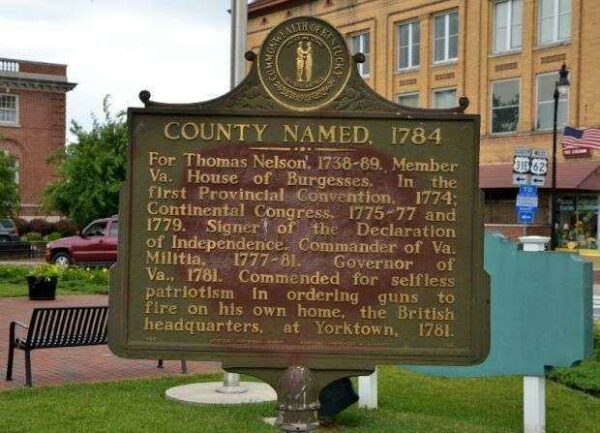 COMMONWEALTH OF KENTUCKY
COUNTY NAMED, 1784
For Thomas Nelson, 1738-89, Member
Va. House of Burgesses. In the
first Provincial Convention, 1774;
Continental Congress, 1775-77 and
1779. Signer of the Declaration
of Independence. Commander of Va.
Militia, 1777-81. Governor of
Va., 1781. Commended for selfless
patriotism in ordering guns to
fire on his own home, the British
headquarters, at Yorktown, 1781.
US
31E
US
62
TO